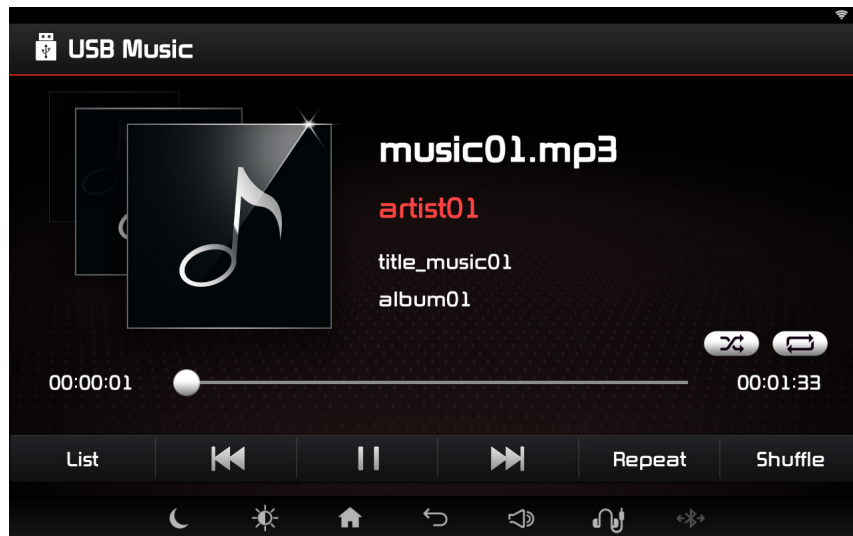 USB Music
music01.mp3
artist01
title_music01
album01
00:00:01
00:01:33
List
Repeat
Shuffle